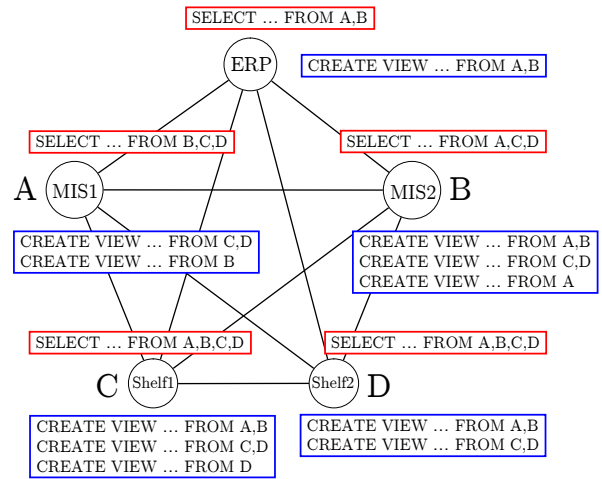 SELECT ... FROM A,B
ERP
CREATE VIEW ... FROM A,B
SELECT ... FROM B,C,D
SELECT ... FROM A,C,D
A
MIS1
MIS2
B
CREATE VIEW ... FROM C,D
CREATE VIEW ... FROM B
CREATE VIEW ... FROM A,B
CREATE VIEW ... FROM C,D
CREATE VIEW ... FROM A
SELECT ... FROM A,B,C,D
SELECT ... FROM A,B,C,D
C
Shelf1
Shelf2
D
CREATE VIEW ... FROM A,B
CREATE VIEW ... FROM C,D
CREATE VIEW ... FROM D
CREATE VIEW ... FROM A,B
CREATE VIEW ... FROM C,D